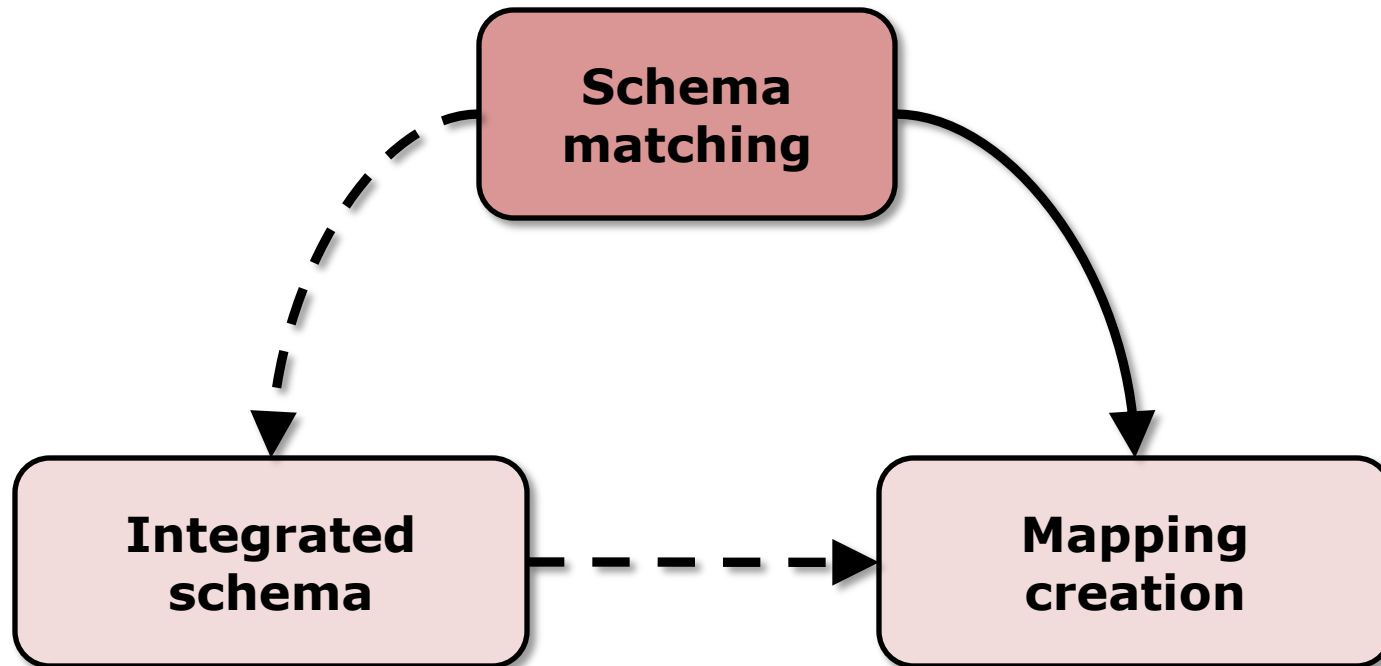 Schema
matching
Integrated
schema
Mapping
creation